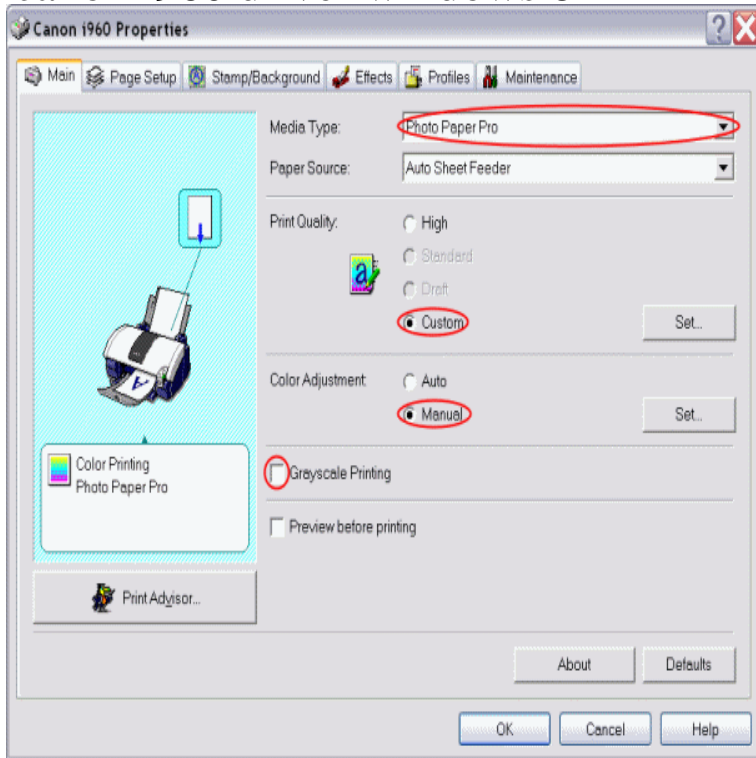 Canon i960 Properties
Main Page Setup Stamp/Background Effects Profiles Maintenance
Media Type: Photo Paper Pro
Paper Source: Auto Sheet Feeder
Print Quality: High
Standard
a Draft
Custom Set...
Color Adjustment: Auto
Manual Set...
Color Printing
Photo Paper Pro
Grayscale Printing
Preview before printing
Print Advisor...
About Defaults
OK Cancel Help